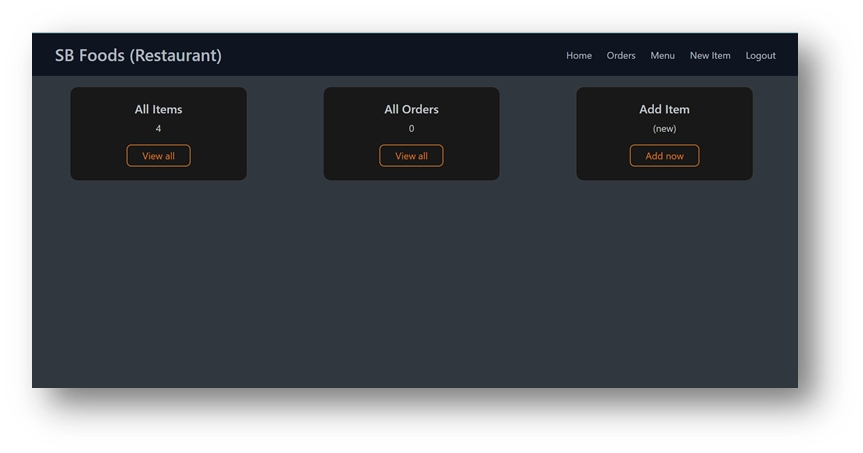 SB Foods (Restaurant)
Home Orders Menu New Item Logout
All Items
4
View all
All Orders
0
View all
Add Item
(new)
Add now